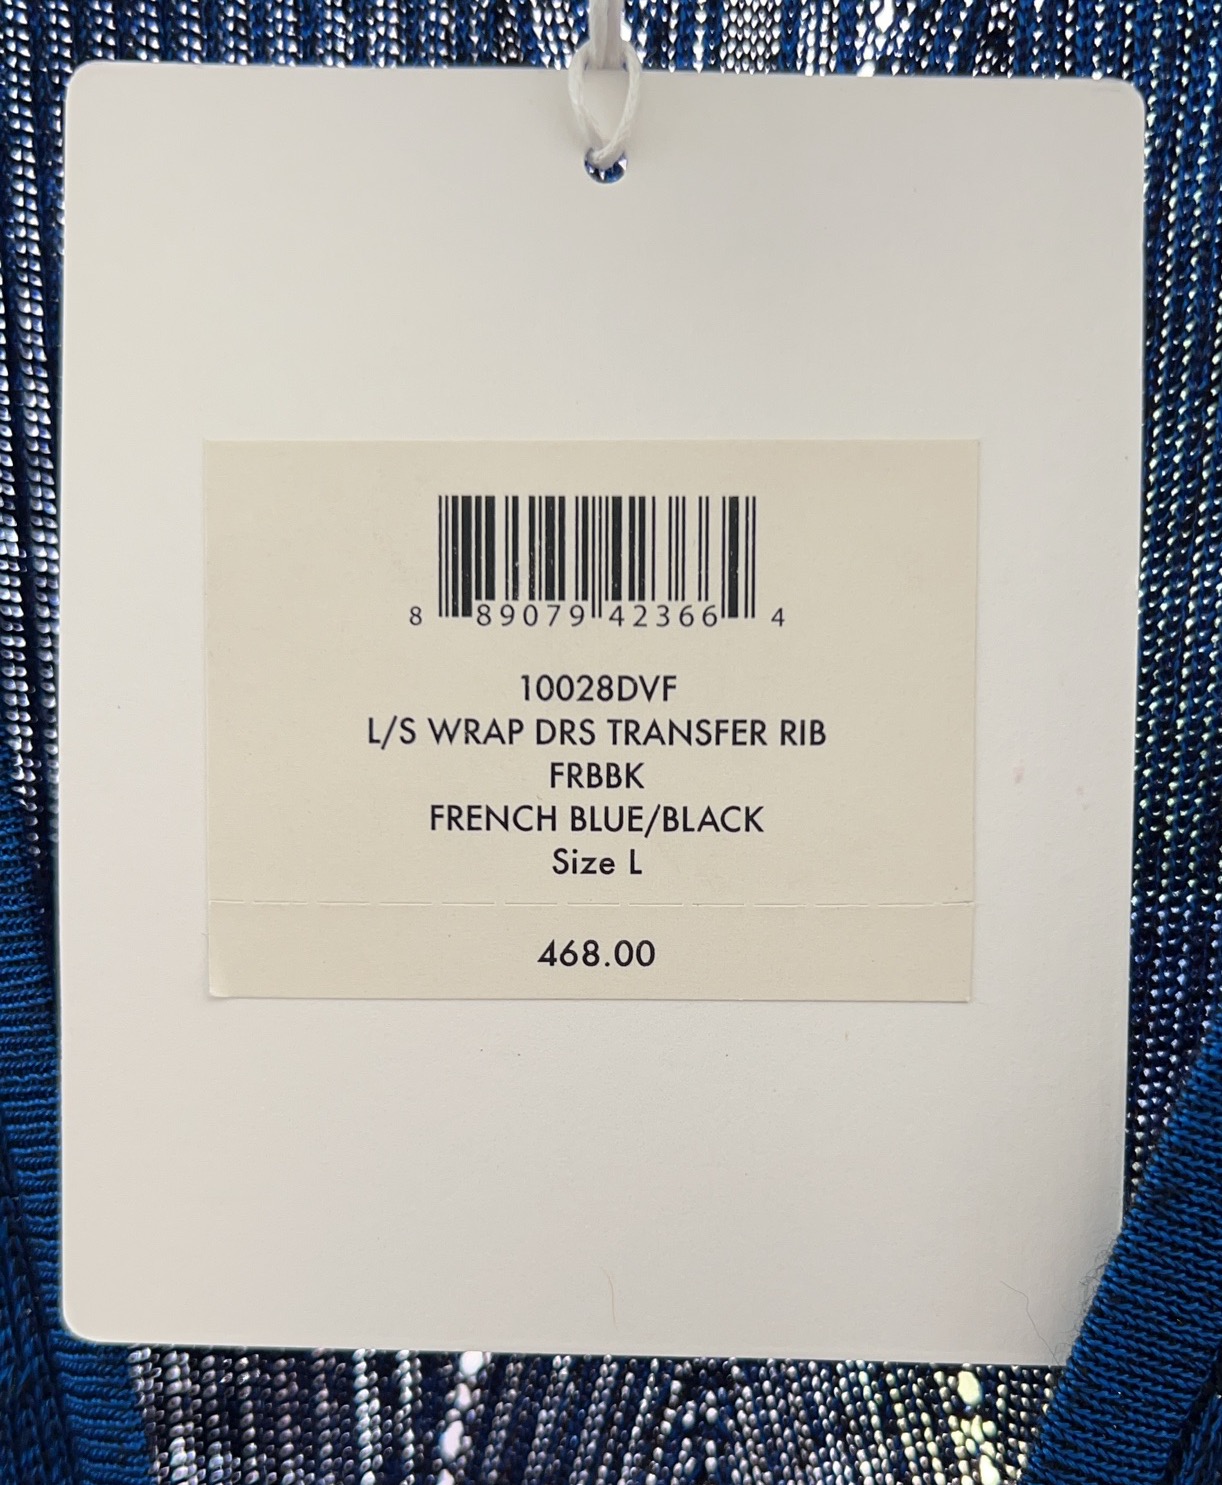 8 89079 42366 4
10028DVF
L/S WRAP DRS TRANSFER RIB
FRBBK
FRENCH BLUE/BLACK
Size L
468.00